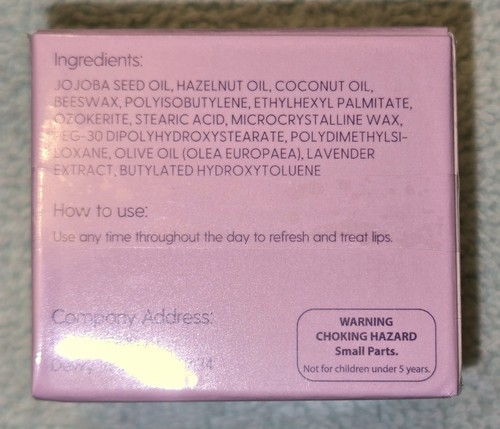 Ingredients:
JOJOBA SEED OIL, HAZELNUT OIL, COCONUT OIL,
BEESWAX, POLYISOBUTYLENE, ETHYLHEXYL PALMITATE,
OZOKERITE, STEARIC ACID, MICROCRYSTALLINE WAX,
PEG-30 DIPOLYHYDROXYSTEARATE, POLYDIMETHYLSI-
LOXANE, OLIVE OIL (OLEA EUROPAEA), LAVENDER
EXTRACT, BUTYLATED HYDROXYTOLUENE
How to use:
Use any time throughout the day to refresh and treat lips.
Company Address:
WARNING
CHOKING HAZARD
Small Parts.
Not for children under 5 years.